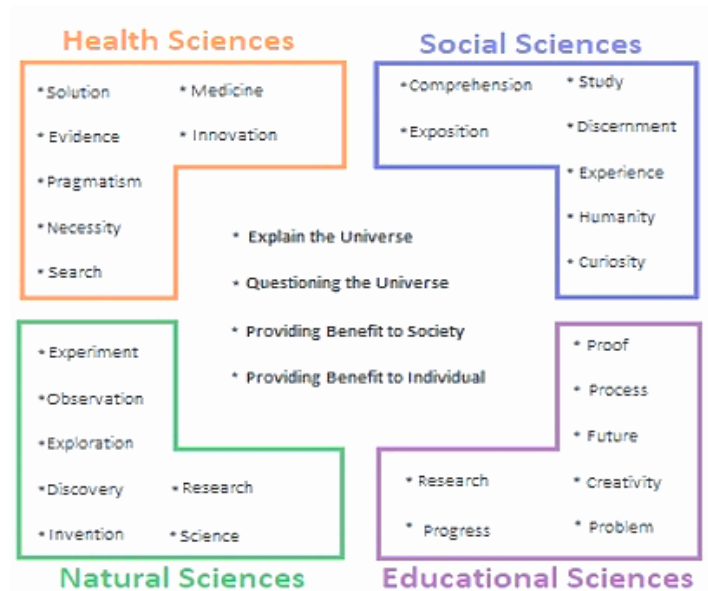 Health Sciences
* Solution
* Medicine
* Evidence
* Innovation
* Pragmatism
* Necessity
* Search
Social Sciences
* Comprehension
* Study
* Exposition
* Discernment
* Experience
* Humanity
* Curiosity
* Explain the Universe
* Questioning the Universe
* Providing Benefit to Society
* Providing Benefit to Individual
* Experiment
* Observation
* Exploration
* Discovery
* Research
* Invention
* Science
Natural Sciences
* Proof
* Process
* Future
* Research
* Creativity
* Progress
* Problem
Educational Sciences